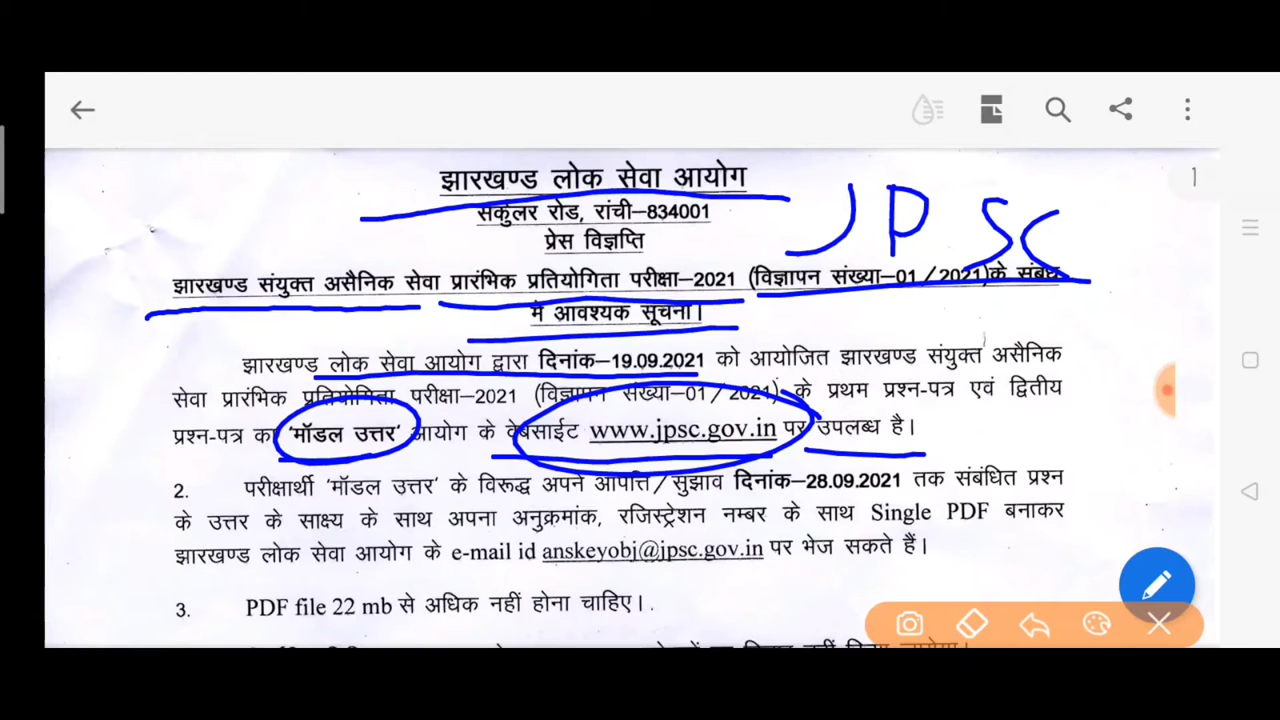 1
झारखण्ड लोक सेवा आयोग
JPSC
सर्कुलर रोड, रांची–834001
प्रेस विज्ञप्ति
झारखण्ड संयुक्त असैनिक सेवा प्रारंभिक प्रतियोगिता परीक्षा–2021 (विज्ञापन संख्या–01/2021)के संबंध
में आवश्यक सूचना।
झारखण्ड लोक सेवा आयोग द्वारा दिनांक–19.09.2021 को आयोजित झारखण्ड संयुक्त असैनिक
सेवा प्रारंभिक प्रतियोगिता परीक्षा–2021 (विज्ञापन संख्या–01/2021) के प्रथम प्रश्न-पत्र एवं द्वितीय
प्रश्न-पत्र का 'मॉडल उत्तर' आयोग के वेबसाईट www.jpsc.gov.in पर उपलब्ध है।
2. परीक्षार्थी 'मॉडल उत्तर' के विरूद्ध अपने आपत्ति/सुझाव दिनांक–28.09.2021 तक संबंधित प्रश्न
के उत्तर के साक्ष्य के साथ अपना अनुक्रमांक, रजिस्ट्रेशन नम्बर के साथ Single PDF बनाकर
झारखण्ड लोक सेवा आयोग के e-mail id anskeyobj@jpsc.gov.in पर भेज सकते हैं।
3. PDF file 22 mb से अधिक नहीं होना चाहिए।.